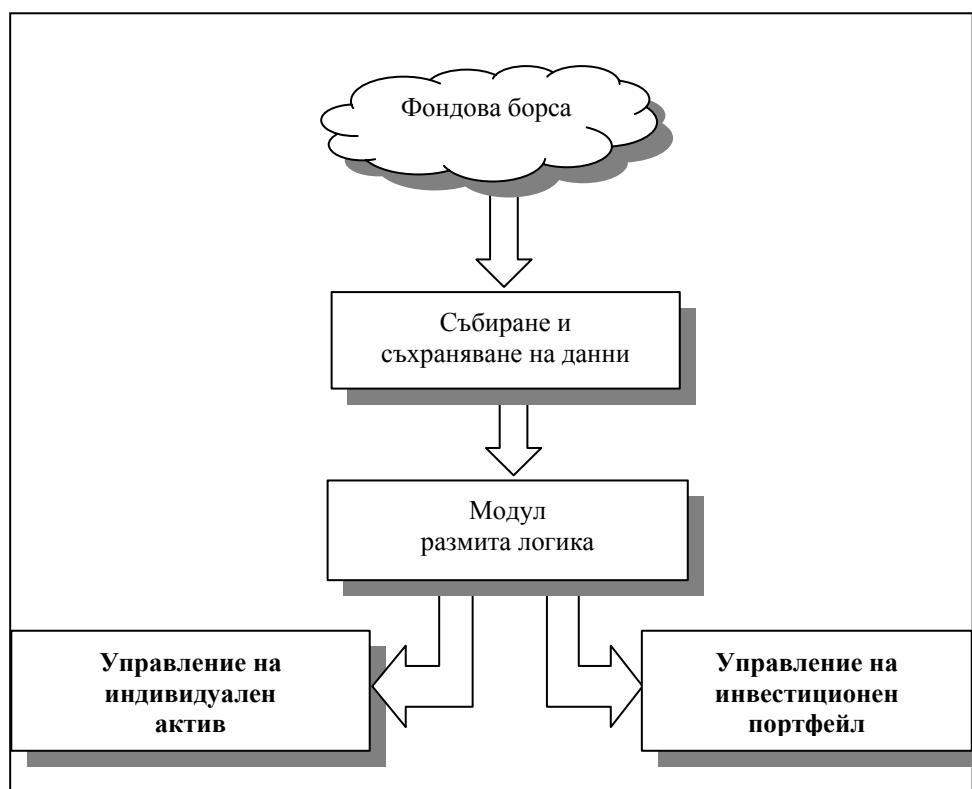 Фондова борса
Събиране и
съхраняване на данни
Модул
размита логика
Управление на
индивидуален
актив
Управление на
инвестиционен
портфейл